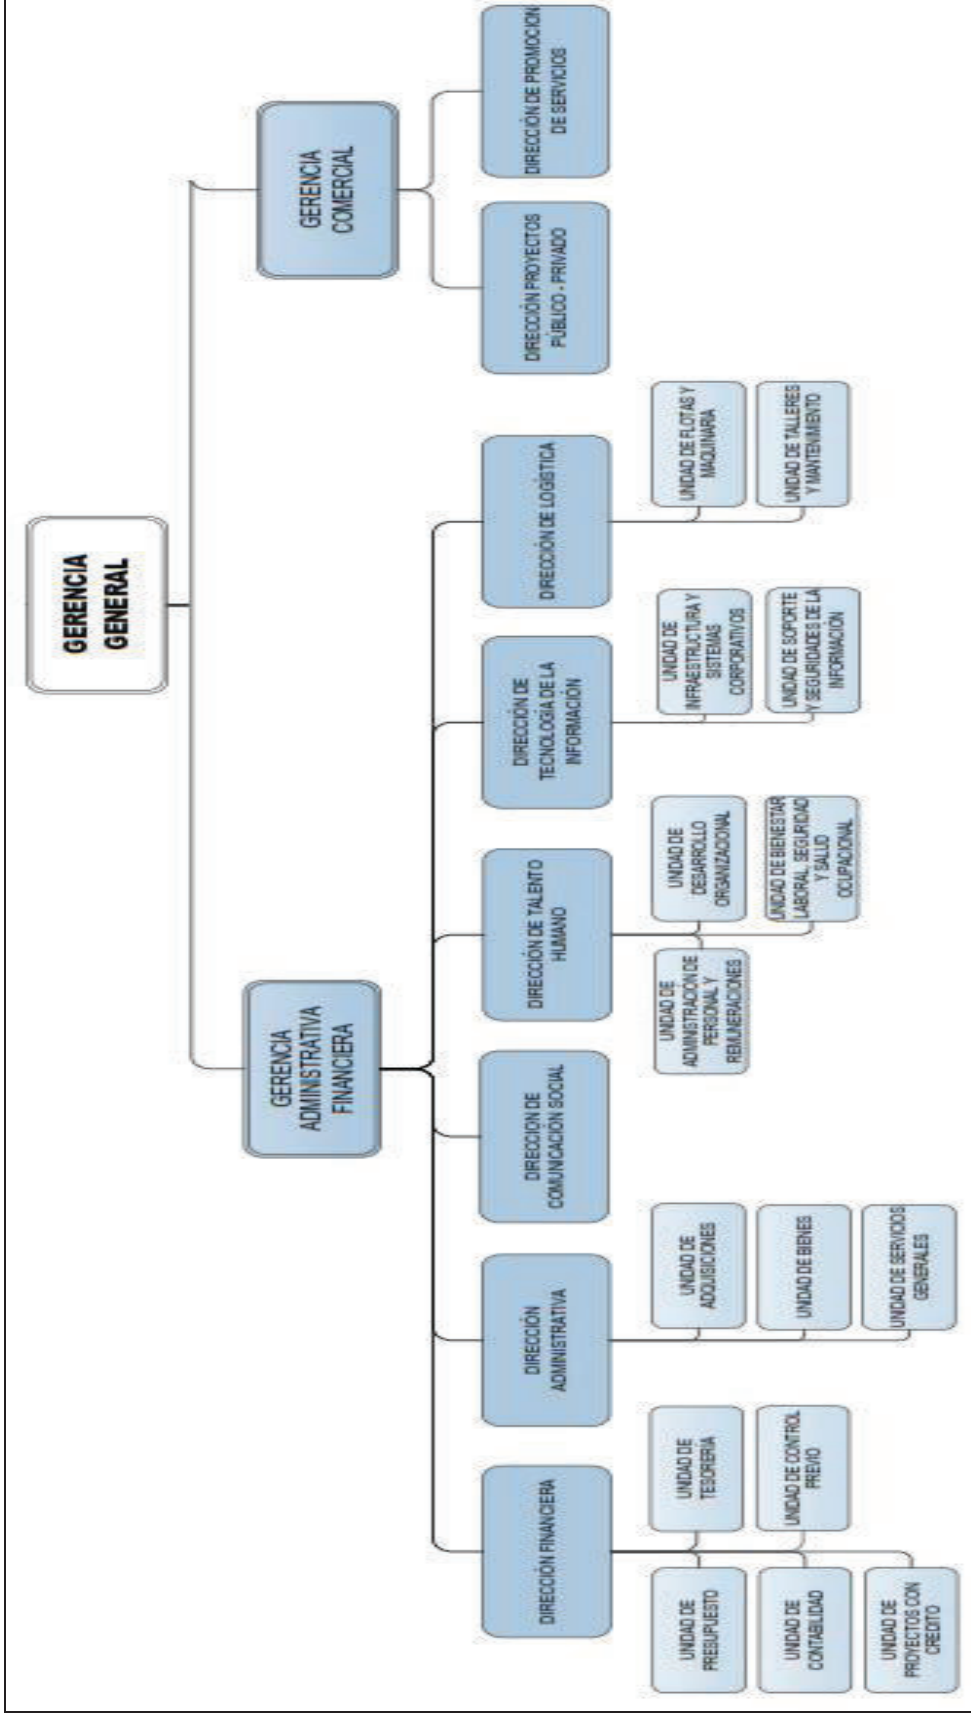 GERENCIA
GENERAL
GERENCIA
ADMINISTRATIVA
FINANCIERA
GERENCIA
COMERCIAL
DIRECCIÓN FINANCIERA
DIRECCIÓN
ADMINISTRATIVA
DIRECCION DE
COMUNICACIÓN SOCIAL
DIRECCIÓN DE TALENTO
HUMANO
DIRECCIÓN DE
TECNOLOGÍA DE LA
INFORMACIÓN
DIRECCIÓN DE LOGÍSTICA
DIRECCIÓN PROYECTOS
PÚBLICO - PRIVADO
DIRECCIÓN DE PROMOCION
DE SERVICIOS
UNIDAD DE
PRESUPUESTO
UNIDAD DE
TESORERÍA
UNIDAD DE
CONTABILIDAD
UNIDAD DE CONTROL
PREVIO
UNIDAD DE
PROYECTOS CON
CREDITO
UNIDAD DE
ADQUISICIONES
UNIDAD DE BIENES
UNIDAD DE SERVICIOS
GENERALES
UNIDAD DE
ADMINISTRACIÓN DE
PERSONAL Y
REMUNERACIONES
UNIDAD DE
DESARROLLO
ORGANIZACIONAL
UNIDAD DE BIENESTAR
LABORAL, SEGURIDAD
Y SALUD
OCUPACIONAL
UNIDAD DE
INFRAESTRUCTURA Y
SISTEMAS
CORPORATIVOS
UNIDAD DE SOPORTE
Y SEGURIDADES DE LA
INFORMACIÓN
UNIDAD DE FLOTAS Y
MAQUINARIA
UNIDAD DE TALLERES
Y MANTENIMIENTO